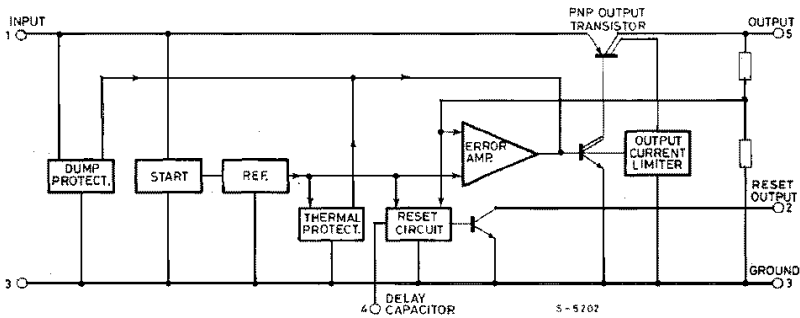 PNP OUTPUT
TRANSISTOR
INPUT
1
OUTPUT
5
DUMP
PROTECT.
START
REF.
ERROR
AMP.
OUTPUT
CURRENT
LIMITER
THERMAL
PROTECT.
RESET
CIRCUIT
RESET
OUTPUT
2
3
GROUND
3
4
DELAY
CAPACITOR
S-5202